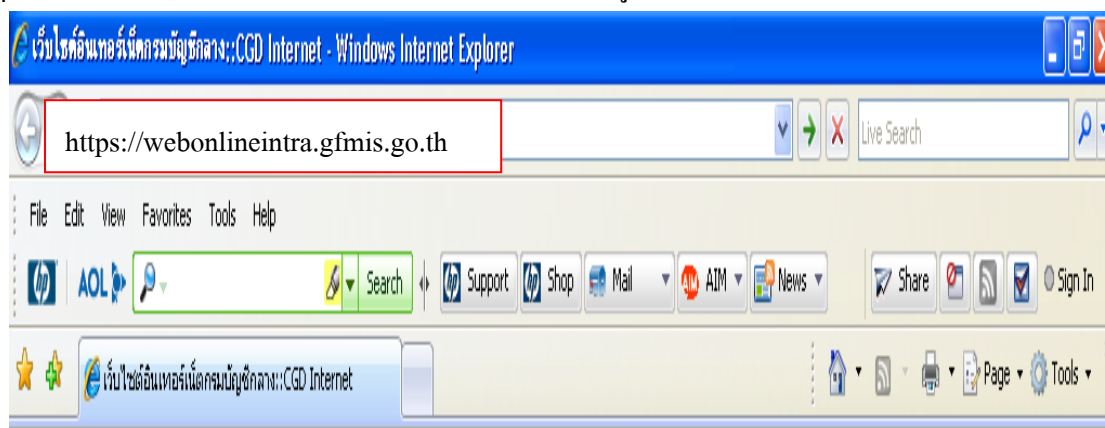 เว็บไซต์อินเทอร์เน็ตกรมบัญชีกลาง::CGD Internet - Windows Internet Explorer
https://webonlineintra.gfmis.go.th
Live Search
File Edit View Favorites Tools Help
hp AOL Search hp Support hp Shop Mail AIM AIM News Share Sign In
เว็บไซต์อินเทอร์เน็ตกรมบัญชีกลาง::CGD Internet Page Tools